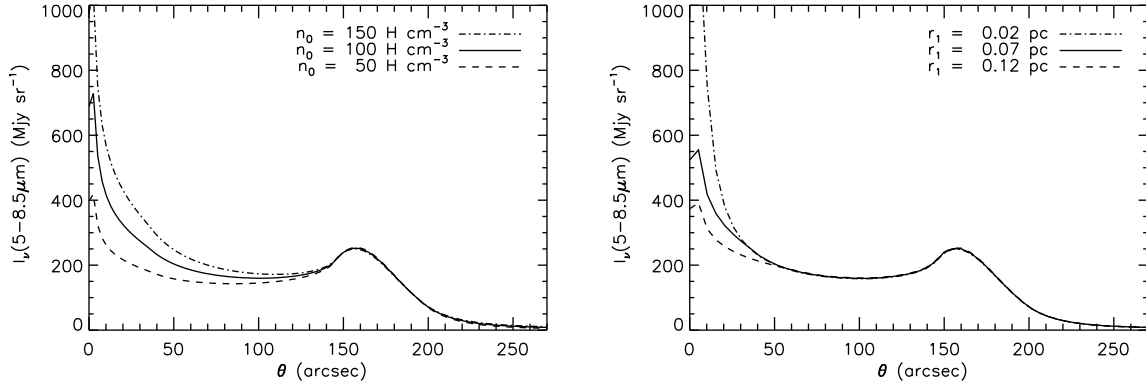 1000
800
600
400
200
0
I_ν(5−8.5μm) (Mjy sr⁻¹)
n₀ = 150 H cm⁻³
n₀ = 100 H cm⁻³
n₀ = 50 H cm⁻³
0 50 100 150 200 250
θ (arcsec)
1000
800
600
400
200
0
I_ν(5−8.5μm) (Mjy sr⁻¹)
r₁ = 0.02 pc
r₁ = 0.07 pc
r₁ = 0.12 pc
0 50 100 150 200 250
θ (arcsec)